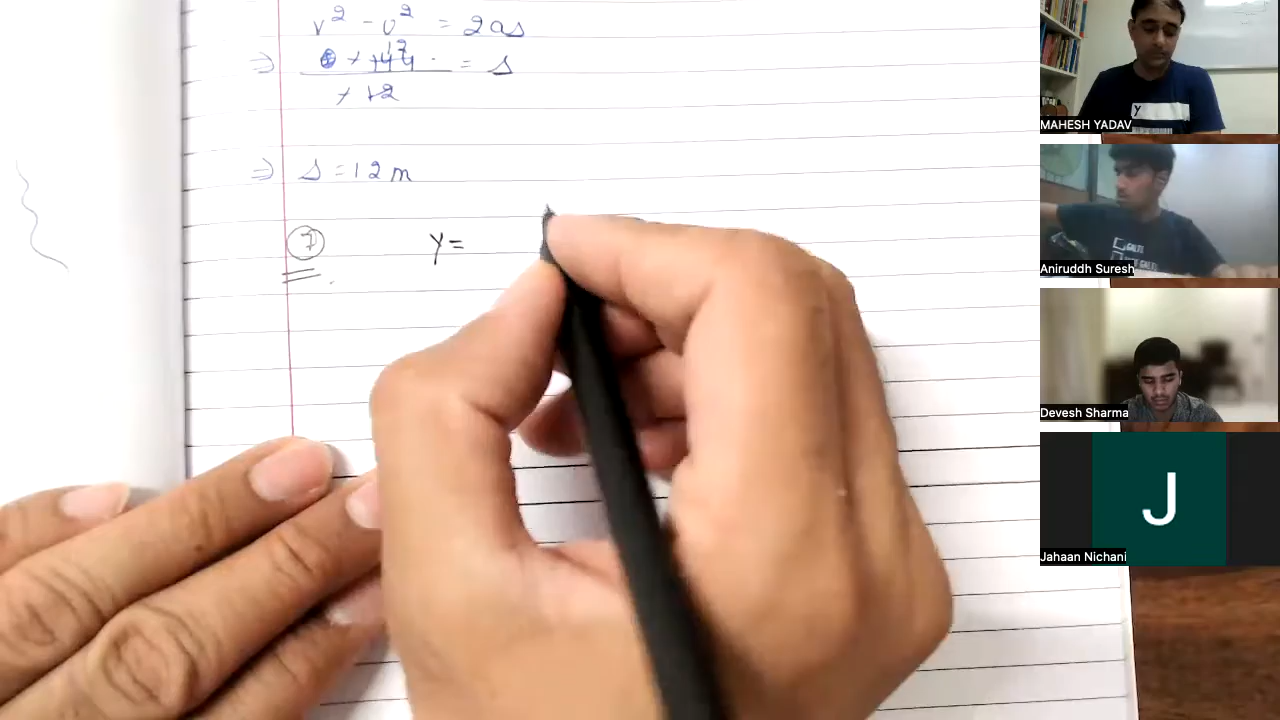 v² - u² = 2as
⇒ = s
⇒ s = 12 m
7 y =
MAHESH YADAV
Aniruddh Suresh
Devesh Sharma
J
Jahaan Nichani